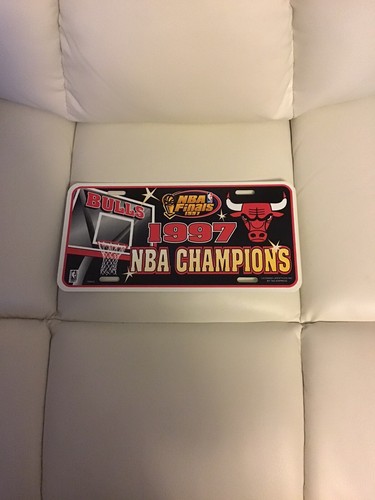 BULLS
NBA
Finals
1997
1997
NBA CHAMPIONS